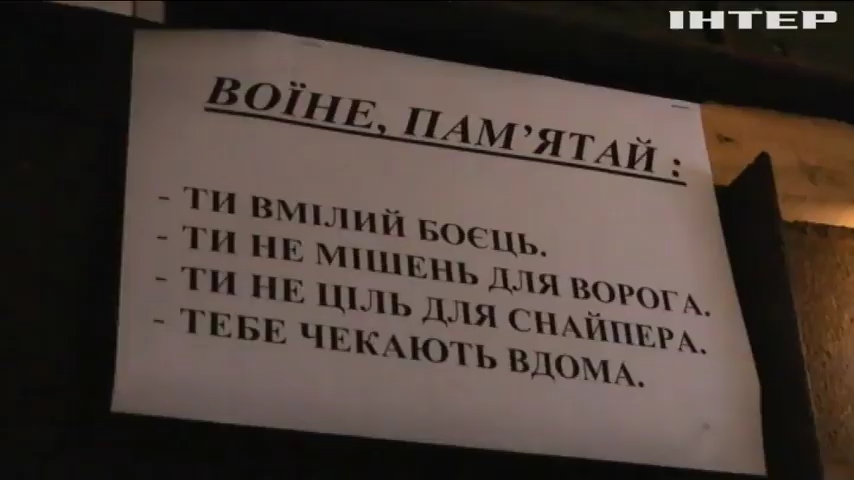 ІНТЕР
ВОЇНЕ, ПАМ’ЯТАЙ :
- ТИ ВМІЛИЙ БОЄЦЬ.
- ТИ НЕ МІШЕНЬ ДЛЯ ВОРОГА.
- ТИ НЕ ЦІЛЬ ДЛЯ СНАЙПЕРА.
- ТЕБЕ ЧЕКАЮТЬ ВДОМА.